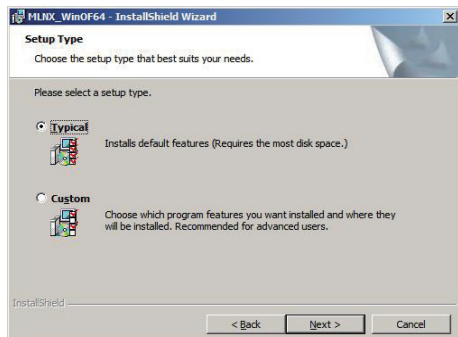 MLNX_WinOF64 - InstallShield Wizard
Setup Type
Choose the setup type that best suits your needs.
Please select a setup type.
Typical
Installs default features (Requires the most disk space.)
Custom
Choose which program features you want installed and where they
will be installed. Recommended for advanced users.
InstallShield
< Back Next > Cancel